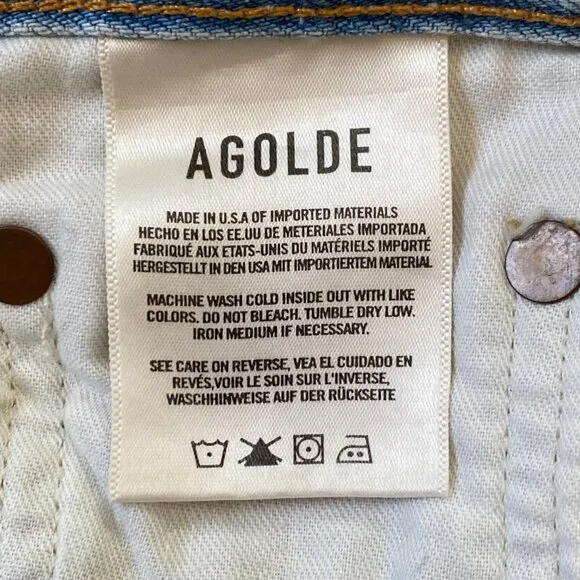 AGOLDE
MADE IN U.S.A OF IMPORTED MATERIALS
HECHO EN LOS EE.UU DE METERIALES IMPORTADA
FABRIQUÉ AUX ETATS-UNIS DU MATÉRIELS IMPORTÉ
HERGESTELLT IN DEN USA MIT IMPORTIERTEM MATERIAL
MACHINE WASH COLD INSIDE OUT WITH LIKE
COLORS. DO NOT BLEACH. TUMBLE DRY LOW.
IRON MEDIUM IF NECESSARY.
SEE CARE ON REVERSE, VEA EL CUIDADO EN
REVÉS,VOIR LE SOIN SUR L'INVERSE,
WASCHHINWEISE AUF DER RÜCKSEITE